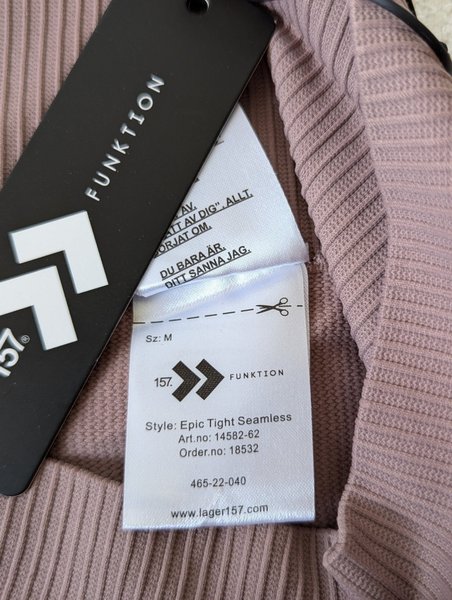 FUNKTION
157®
AV.
ATT AV DIG", ALLT.
BÖRJAT OM.
DU BARA ÄR.
DITT SANNA JAG.
Sz: M
157. FUNKTION
Style: Epic Tight Seamless
Art.no: 14582-62
Order.no: 18532
465-22-040
www.lager157.com